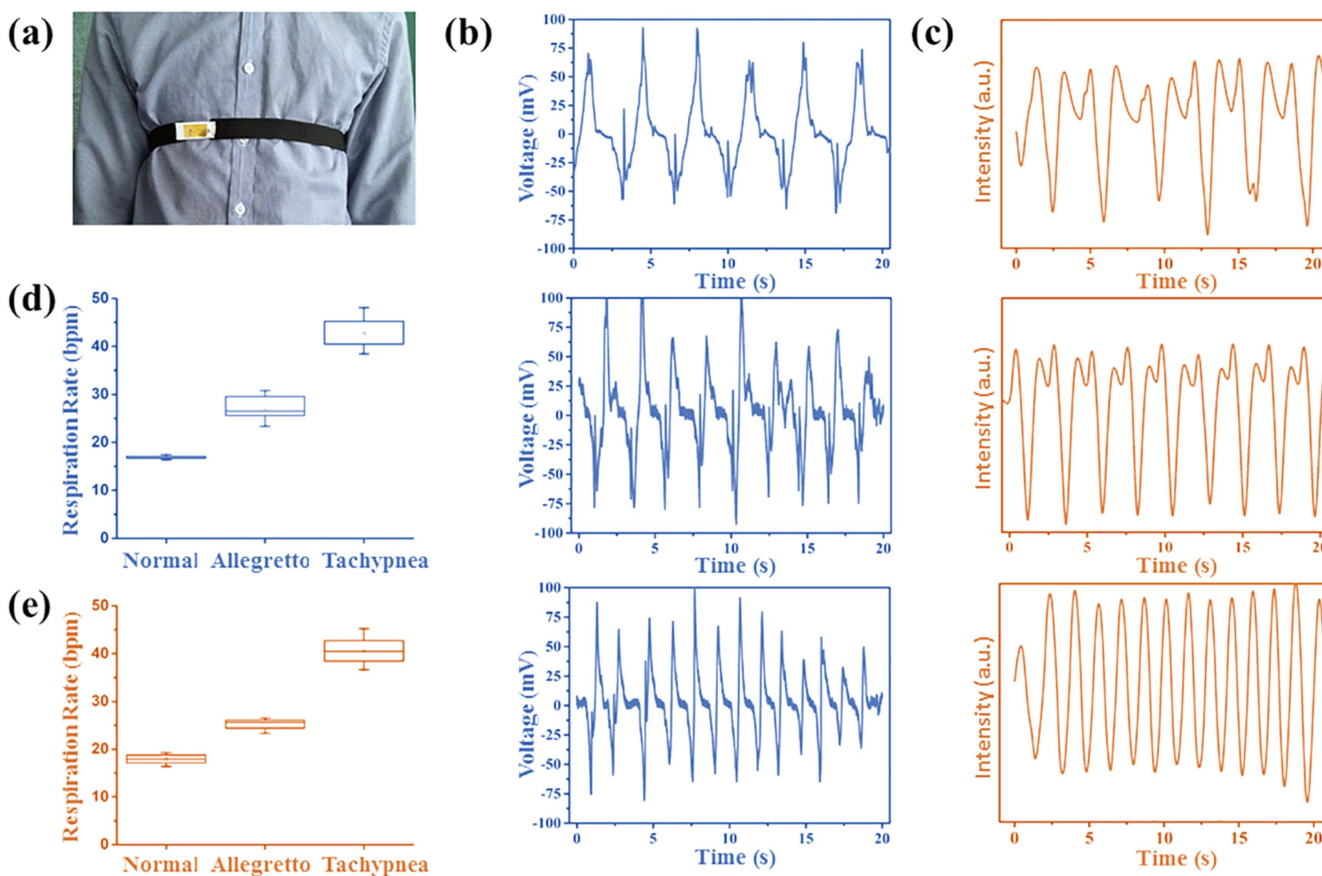 (a)
(b)
100
75
50
25
0
-25
-50
-75
-100
Voltage (mV)
0 5 10 15 20
Time (s)
(c)
Intensity (a.u.)
0 5 10 15 20
Time (s)
(d)
50
40
30
20
10
0
Respiration Rate (bpm)
Normal Allegretto Tachypnea
100
75
50
25
0
-25
-50
-75
-100
Voltage (mV)
0 5 10 15 20
Time (s)
Intensity (a.u.)
0 5 10 15 20
Time (s)
(e)
50
40
30
20
10
0
Respiration Rate (bpm)
Normal Allegretto Tachypnea
100
75
50
25
0
-25
-50
-75
-100
Voltage (mV)
0 5 10 15 20
Time (s)
Intensity (a.u.)
0 5 10 15 20
Time (s)